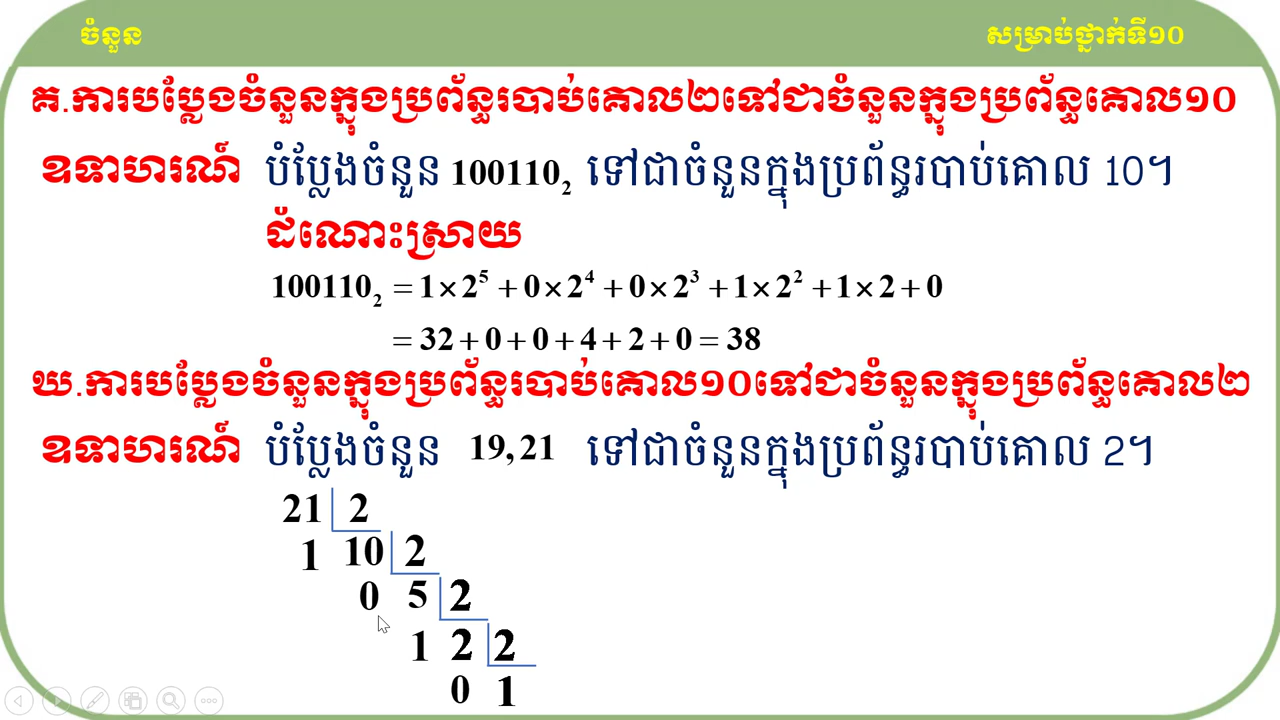 ចំនួន
សម្រាប់ថ្នាក់ទី១០
គ.ការបប្លែងចំនួនក្នុងប្រព័ន្ធរបាប់គោល២ទៅជាចំនួនក្នុងប្រព័ន្ធគោល១០
ឧទាហរណ៍ បំប្លែងចំនួន 100110₂ ទៅជាចំនួនក្នុងប្រព័ន្ធរបាប់គោល 10។
ដំណោះស្រាយ
100110₂ = 1×2⁵ + 0×2⁴ + 0×2³ + 1×2² + 1×2 + 0
= 32 + 0 + 0 + 4 + 2 + 0 = 38
ឃ.ការបប្លែងចំនួនក្នុងប្រព័ន្ធរបាប់គោល១០ទៅជាចំនួនក្នុងប្រព័ន្ធគោល២
ឧទាហរណ៍ បំប្លែងចំនួន 19,21 ទៅជាចំនួនក្នុងប្រព័ន្ធរបាប់គោល 2។
21 2
1 10 2
0 5 2
1 2 2
0 1